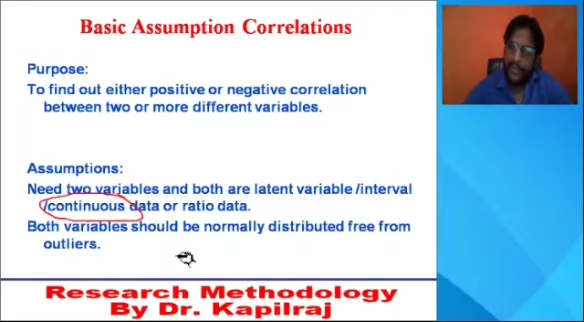 Basic Assumption Correlations
Purpose:
To find out either positive or negative correlation
between two or more different variables.
Assumptions:
Need two variables and both are latent variable /interval
/continuous data or ratio data.
Both variables should be normally distributed free from
outliers.
Research Methodology
By Dr. Kapilraj